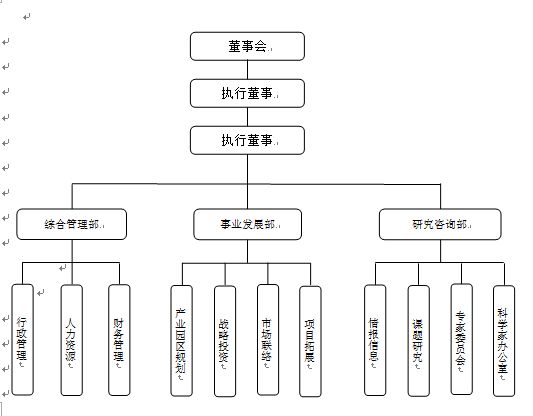 董事会
执行董事
执行董事
综合管理部
事业发展部
研究咨询部
行政管理
人力资源
财务管理
产业园区规划
战略投资
市场联络
项目拓展
情报信息
课题研究
专家委员会
科学家办公室